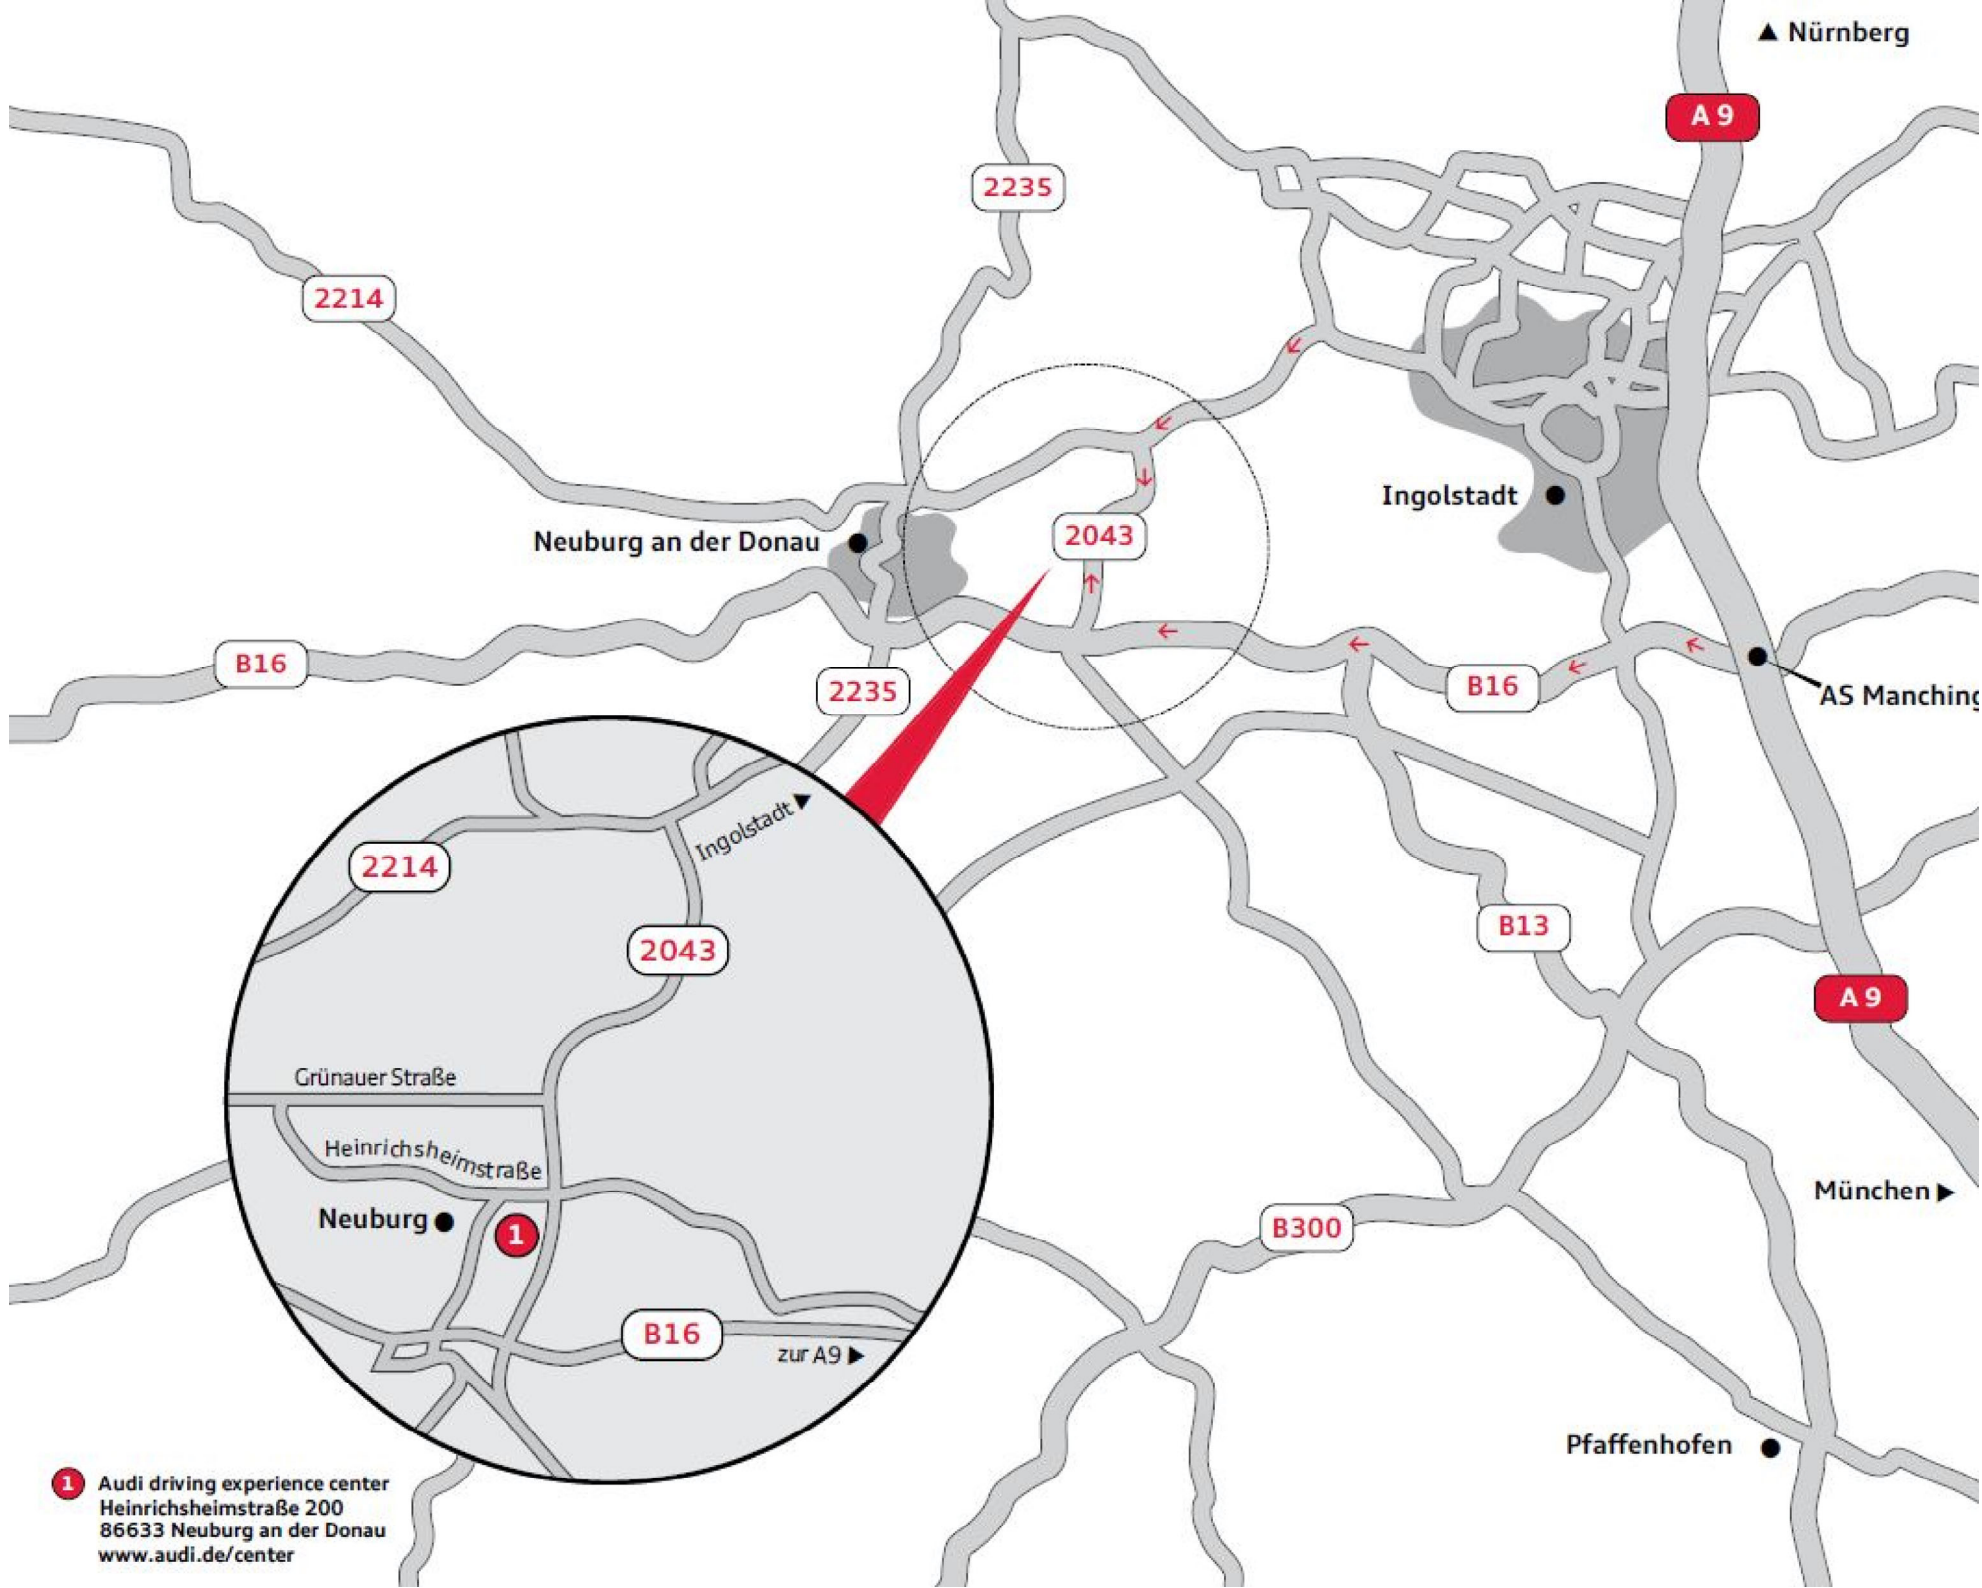 ▲ Nürnberg
A 9
2235
2214
2043
Ingolstadt
Neuburg an der Donau
B16
2235
B16
AS Manching
Ingolstadt ▶
2214
2043
B13
A 9
Grünauer Straße
Heinrichsheimstraße
Neuburg
1
München ▶
B300
B16
zur A9 ▶
Pfaffenhofen
1 Audi driving experience center
Heinrichsheimstraße 200
86633 Neuburg an der Donau
www.audi.de/center